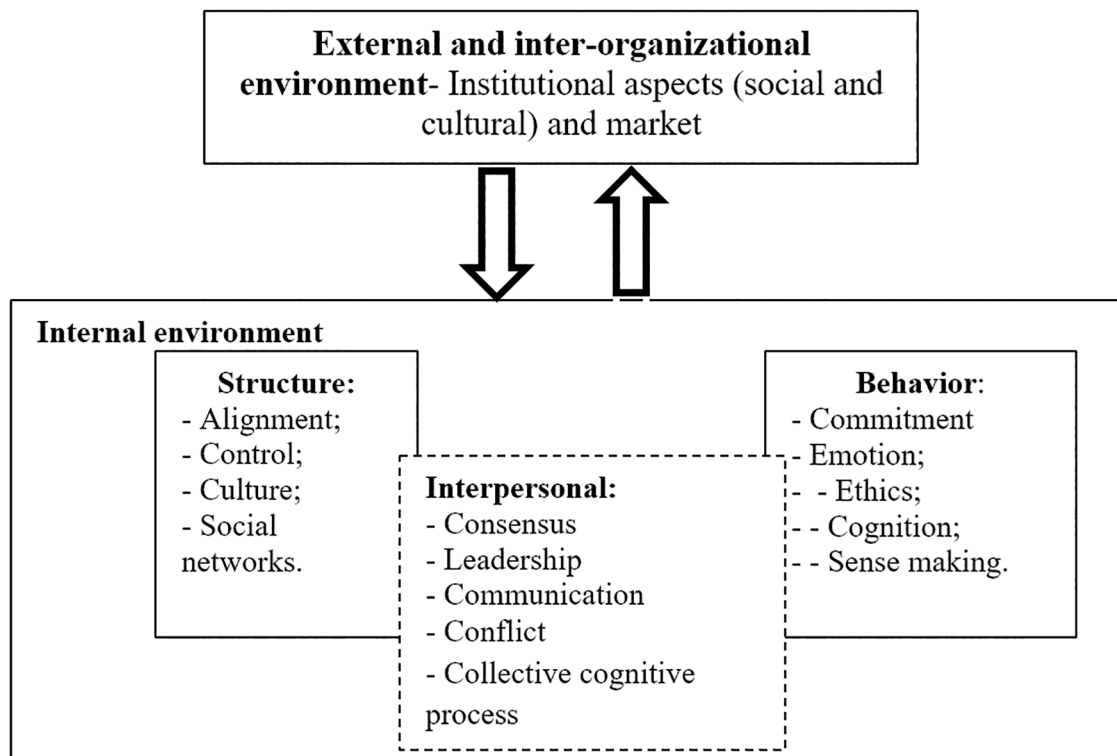 External and inter-organizational
environment- Institutional aspects (social and
cultural) and market
Internal environment
Structure:
- Alignment;
- Control;
- Culture;
- Social
networks.
Interpersonal:
- Consensus
- Leadership
- Communication
- Conflict
- Collective cognitive
process
Behavior:
- Commitment
- Emotion;
- - Ethics;
- - Cognition;
- - Sense making.